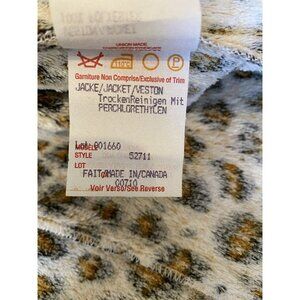 UNION MADE
Garniture Non Comprise/Exclusive of Trim
JACKE/JACKET/VESTON
TrockenReinigen Mit
PERCHLORETHYLEN
Lot 001660
STYLE 52711
LOT
FAIT/MADE IN/CANADA
00710
Voir Verso/See Reverse